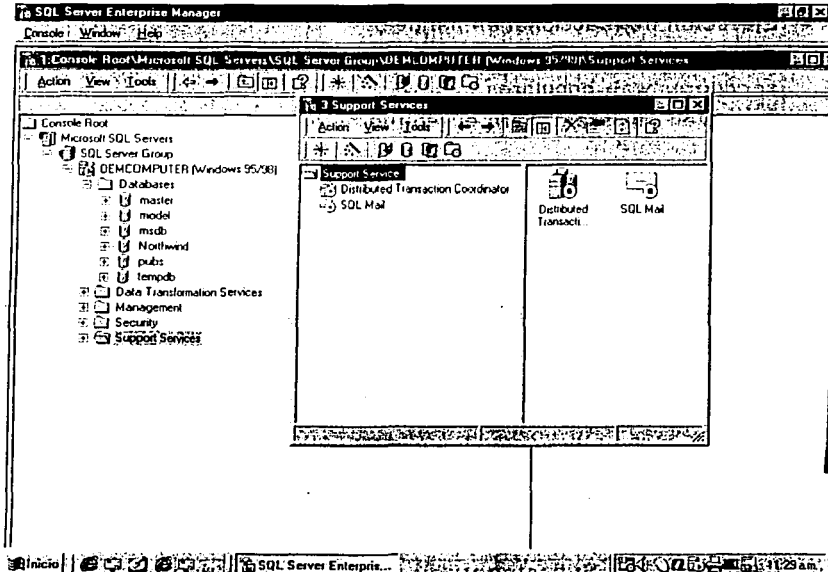 SQL Server Enterprise Manager
Console Window Help
1:Console Root\Microsoft SQL Servers\SQL Server Group\DEMCOMPUTER (Windows 95/98)\Support Services
Action View Tools
3 Support Services
Action View Tools
Console Root
Microsoft SQL Servers
SQL Server Group
DEMCOMPUTER (Windows 95/98)
Databases
master
model
msdb
Northwind
pubs
tempdb
Data Transformation Services
Management
Security
Support Services
Support Service
Distributed Transaction Coordinator
SQL Mail
Distributed
Transacti...
SQL Mail
Inicio
SQL Server Enterpris...
11:29 a.m.